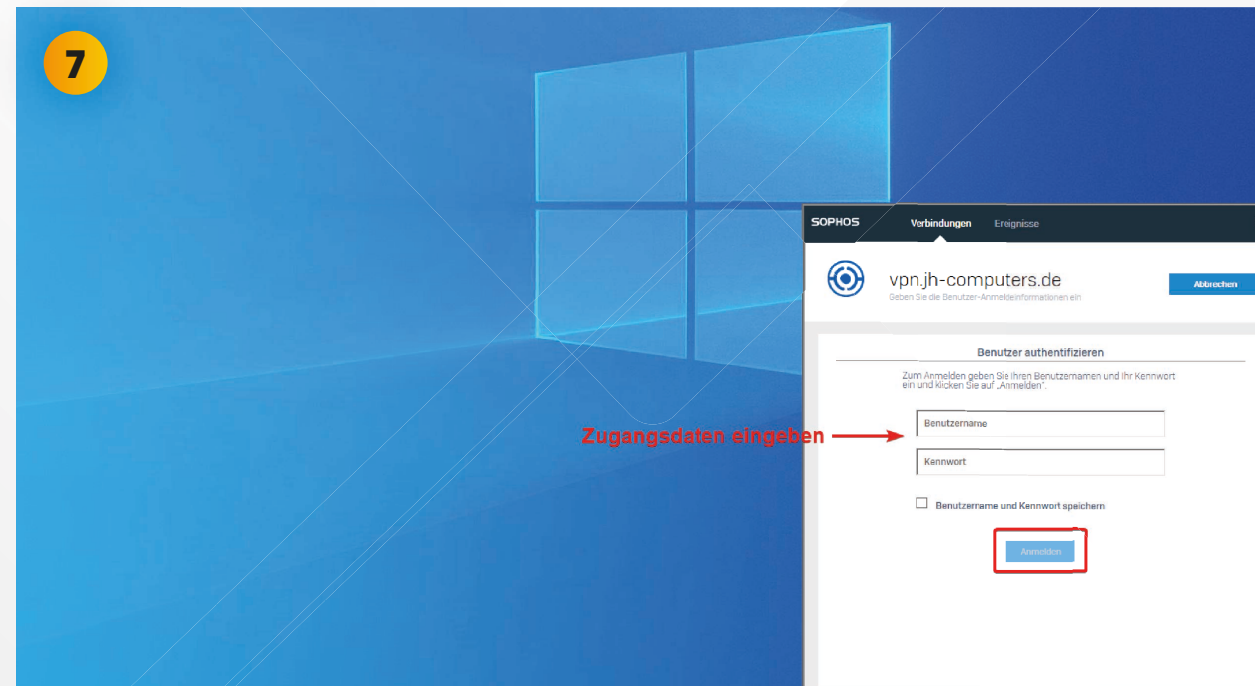 7
SOPHOS Verbindungen Ereignisse
vpn.jh-computers.de
Geben Sie die Benutzer-Anmeldeinformationen ein
Abbrechen
Benutzer authentifizieren
Zum Anmelden geben Sie Ihren Benutzernamen und Ihr Kennwort
ein und klicken Sie auf „Anmelden“.
Zugangsdaten eingeben
Benutzername
Kennwort
Benutzername und Kennwort speichern
Anmelden